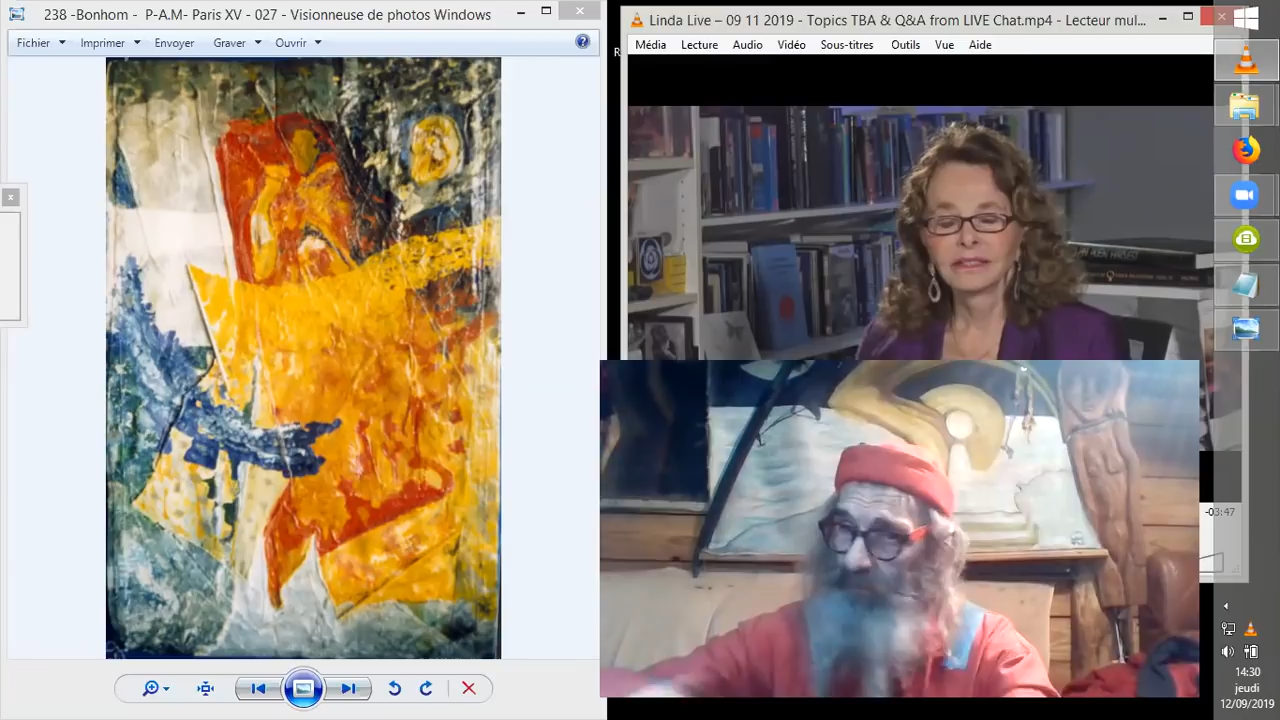 238 -Bonhom - P-A.M- Paris XV - 027 - Visionneuse de photos Windows
Fichier Imprimer Envoyer Graver Ouvrir
Linda Live – 09 11 2019 - Topics TBA & Q&A from LIVE Chat.mp4 - Lecteur mul...
Média Lecture Audio Vidéo Sous-titres Outils Vue Aide
-03:47
14:30
jeudi
12/09/2019